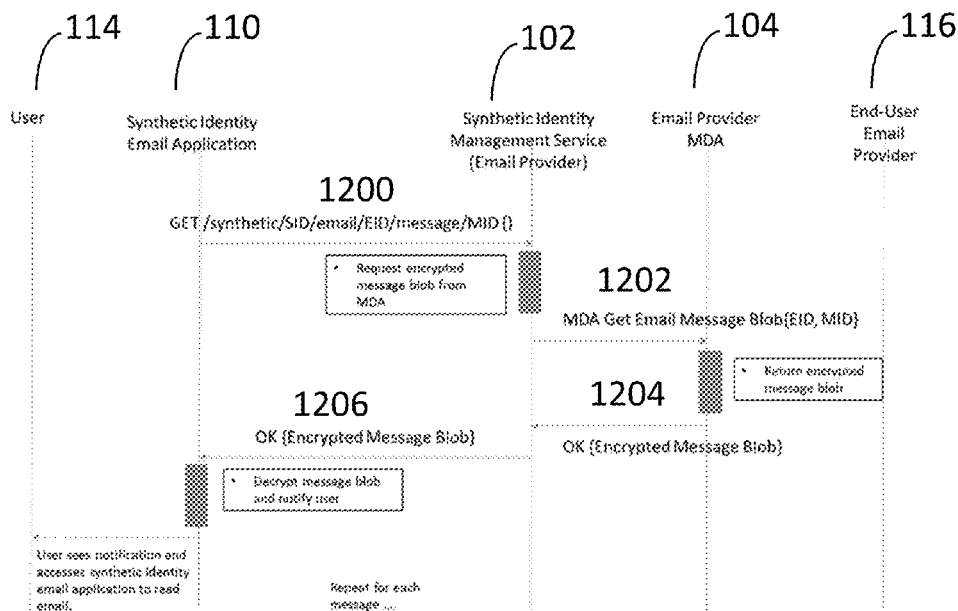 114
110
102
104
116
User
Synthetic Identity
Email Application
Synthetic Identity
Management Service
(Email Provider)
Email Provider
MDA
End-User
Email
Provider
1200
GET /synthetic/SID/email/EID/message/MID {}
• Request encrypted
message blob from
MDA
1202
MDA Get Email Message Blob{EID, MID}
• Return encrypted
message blob
1204
OK {Encrypted Message Blob}
1206
OK {Encrypted Message Blob}
• Decrypt message blob
and notify user
User sees notification and
accesses synthetic identity
email application to read
email.
Repeat for each
message ...